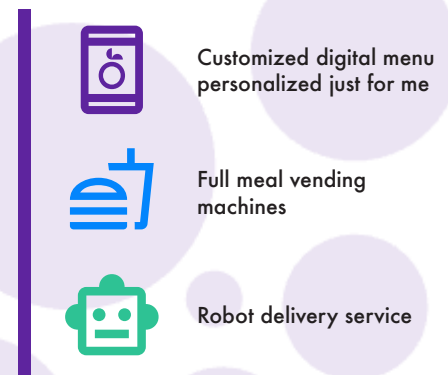 Customized digital menu
personalized just for me
Full meal vending
machines
Robot delivery service